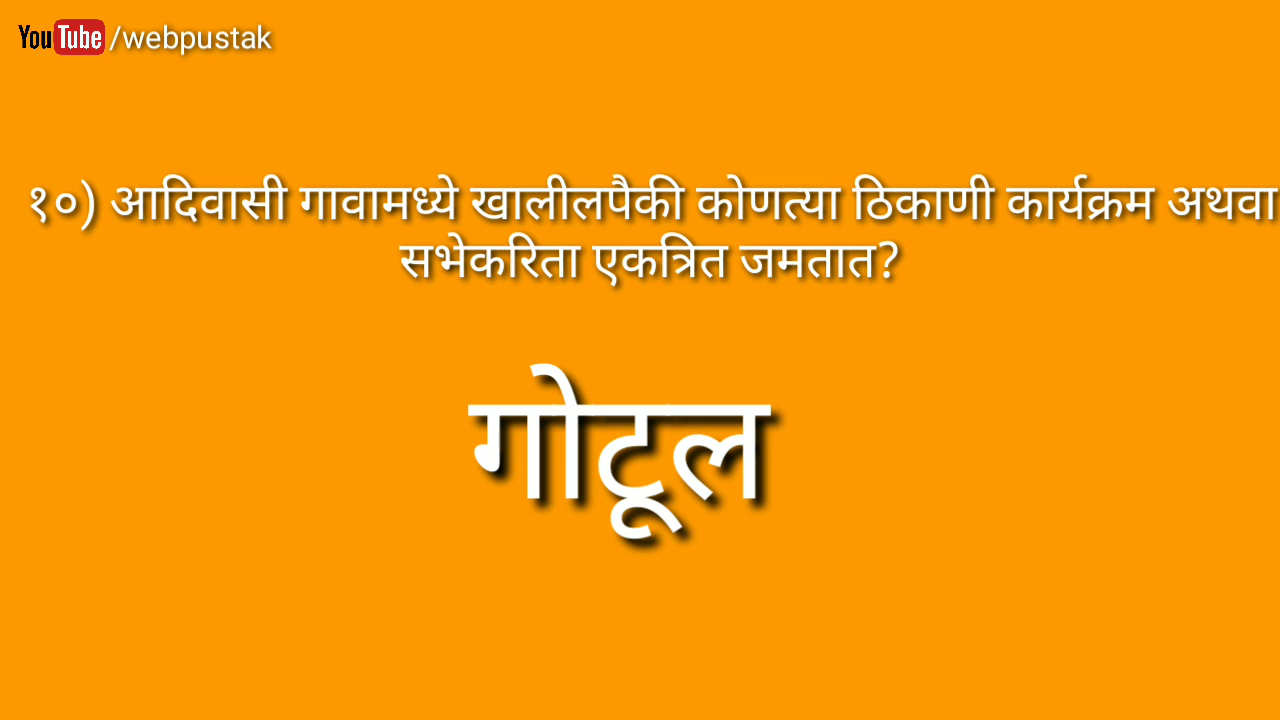 YouTube/webpustak
१०) आदिवासी गावामध्ये खालीलपैकी कोणत्या ठिकाणी कार्यक्रम अथवा
सभेकरिता एकत्रित जमतात?
गोटूल